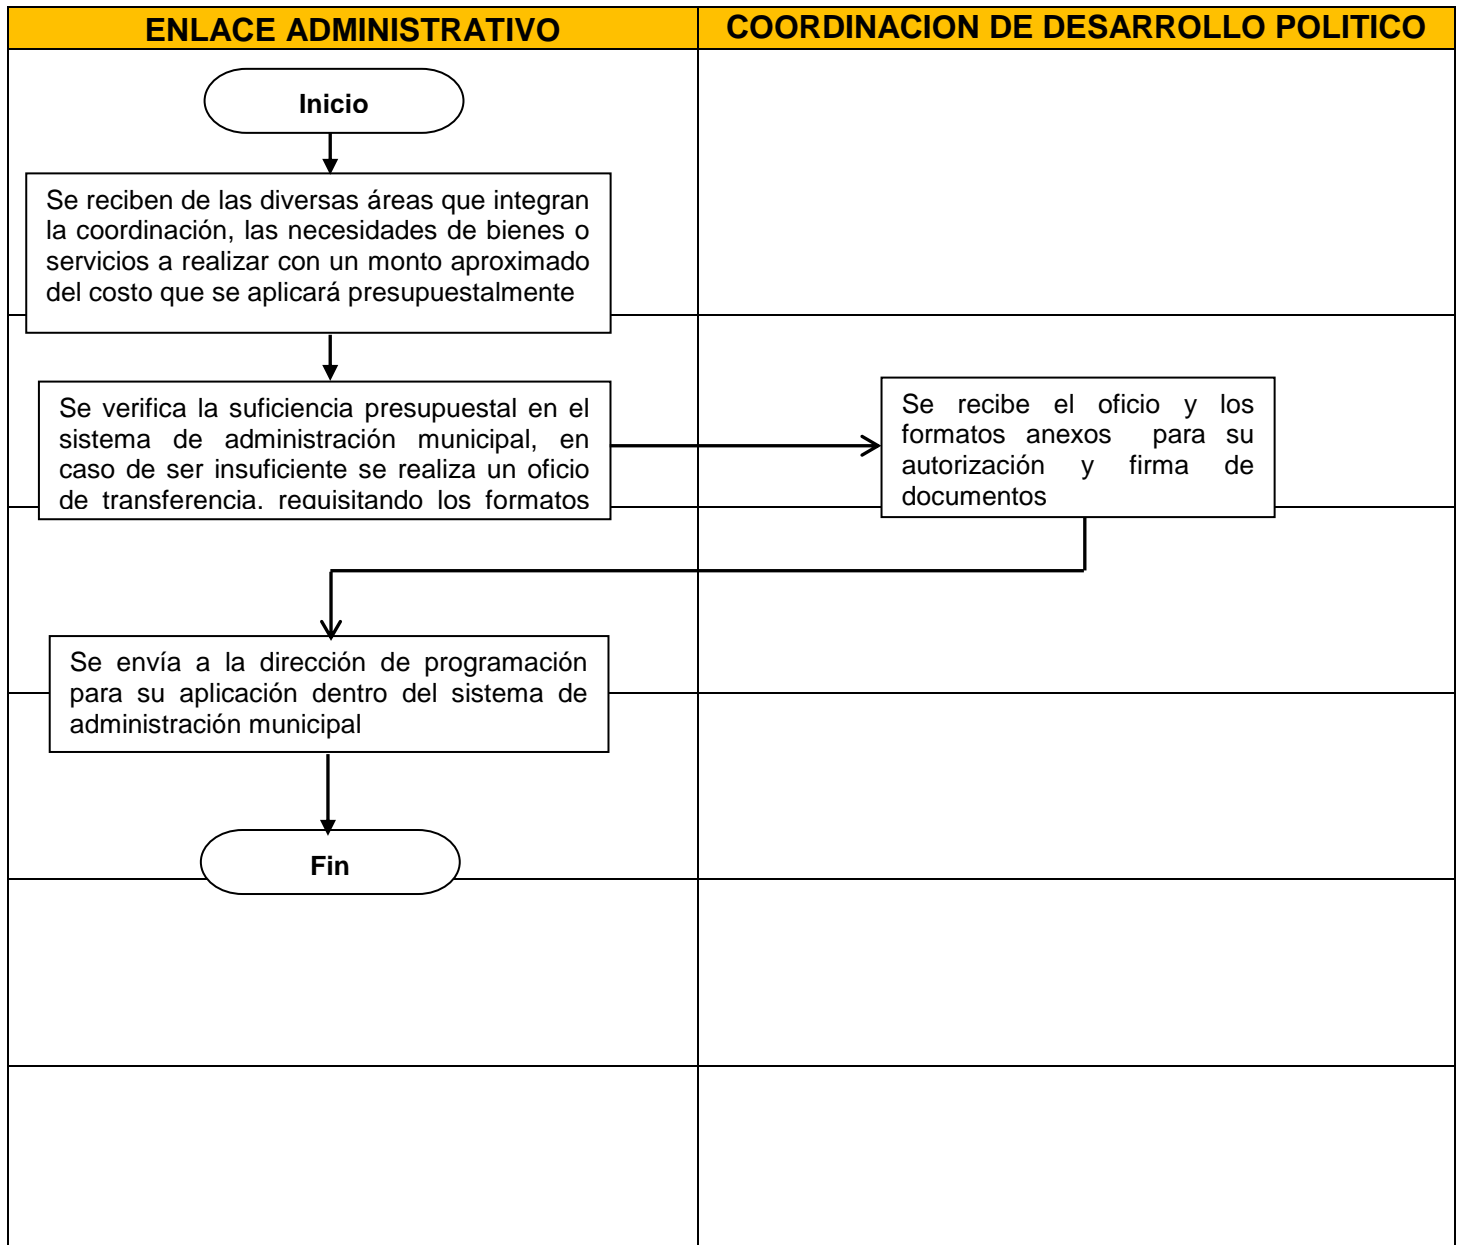 ENLACE ADMINISTRATIVO
COORDINACION DE DESARROLLO POLITICO
Inicio
Se reciben de las diversas áreas que integran
la coordinación, las necesidades de bienes o
servicios a realizar con un monto aproximado
del costo que se aplicará presupuestalmente
Se verifica la suficiencia presupuestal en el
sistema de administración municipal, en
caso de ser insuficiente se realiza un oficio
de transferencia, requisitando los formatos
Se recibe el oficio y los
formatos anexos para su
autorización y firma de
documentos
Se envía a la dirección de programación
para su aplicación dentro del sistema de
administración municipal
Fin